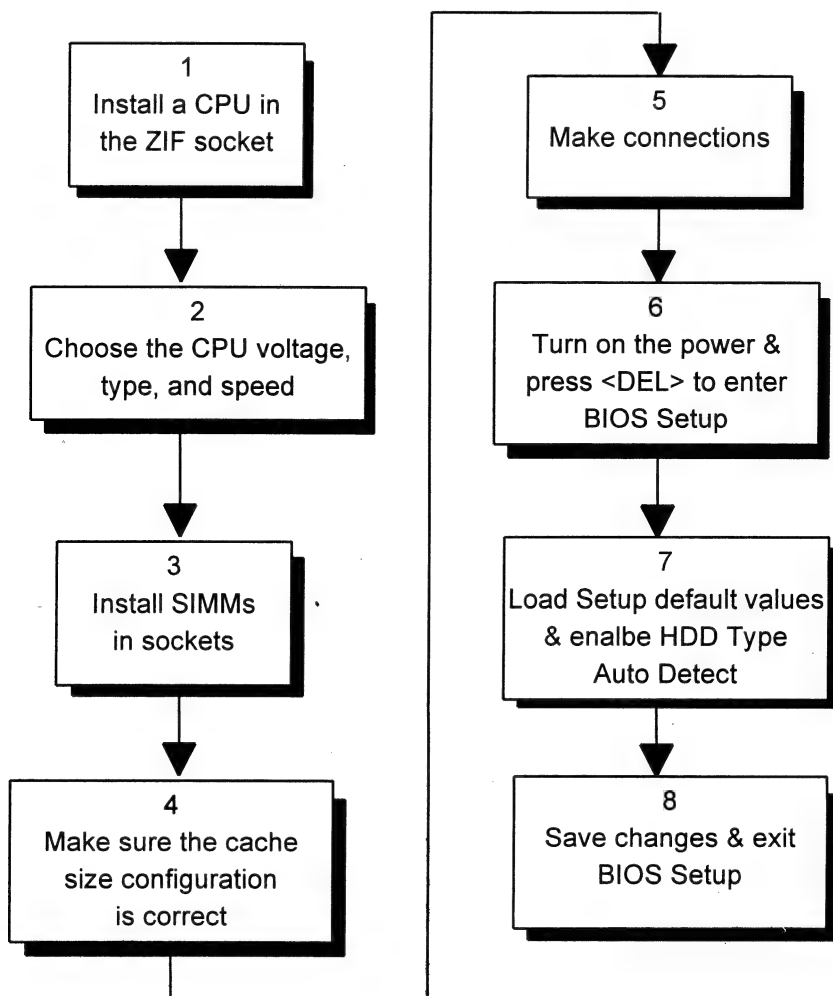 1
Install a CPU in
the ZIF socket
2
Choose the CPU voltage,
type, and speed
3
Install SIMMs
in sockets
4
Make sure the cache
size configuration
is correct
5
Make connections
6
Turn on the power &
press <DEL> to enter
BIOS Setup
7
Load Setup default values
& enalbe HDD Type
Auto Detect
8
Save changes & exit
BIOS Setup